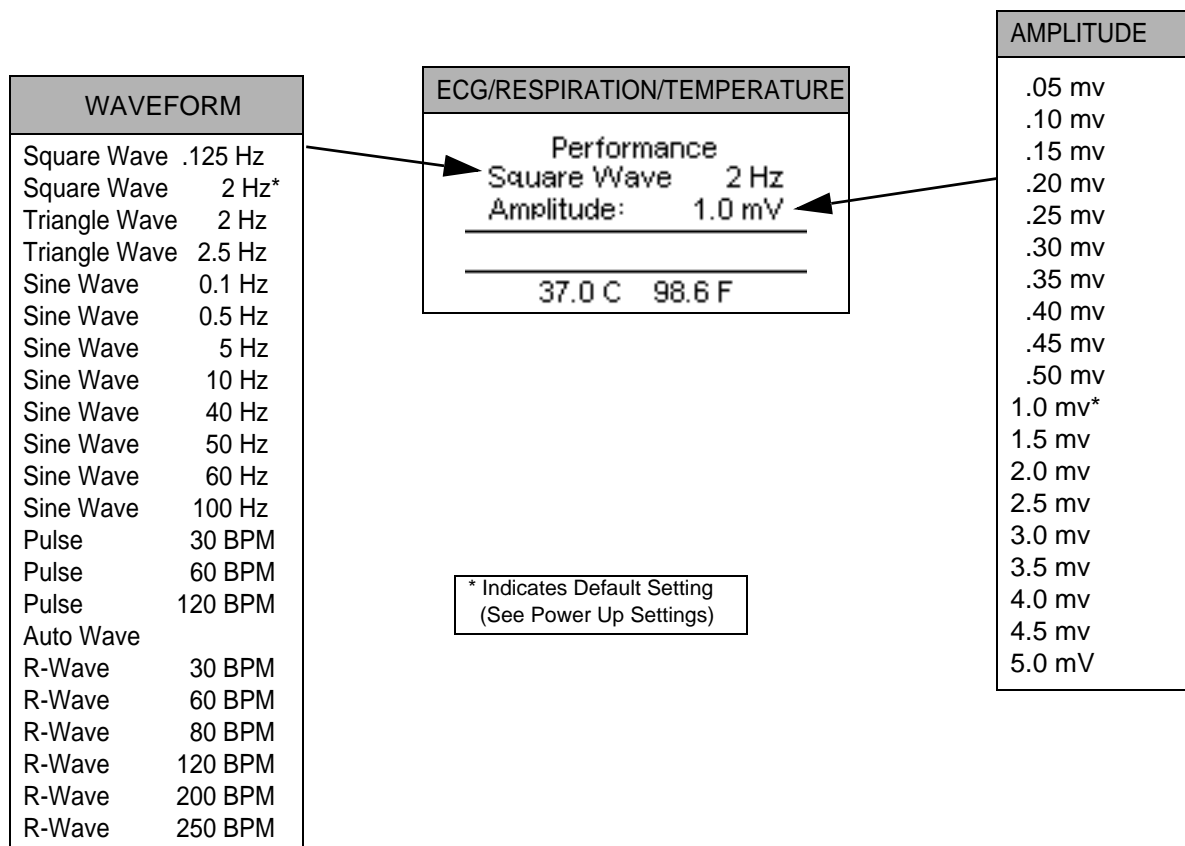 WAVEFORM
Square Wave .125 Hz
Square Wave 2 Hz*
Triangle Wave 2 Hz
Triangle Wave 2.5 Hz
Sine Wave 0.1 Hz
Sine Wave 0.5 Hz
Sine Wave 5 Hz
Sine Wave 10 Hz
Sine Wave 40 Hz
Sine Wave 50 Hz
Sine Wave 60 Hz
Sine Wave 100 Hz
Pulse 30 BPM
Pulse 60 BPM
Pulse 120 BPM
Auto Wave
R-Wave 30 BPM
R-Wave 60 BPM
R-Wave 80 BPM
R-Wave 120 BPM
R-Wave 200 BPM
R-Wave 250 BPM
ECG/RESPIRATION/TEMPERATURE
Performance
Square Wave 2 Hz
Amplitude: 1.0 mV
37.0 C 98.6 F
* Indicates Default Setting
(See Power Up Settings)
AMPLITUDE
.05 mv
.10 mv
.15 mv
.20 mv
.25 mv
.30 mv
.35 mv
.40 mv
.45 mv
.50 mv
1.0 mv*
1.5 mv
2.0 mv
2.5 mv
3.0 mv
3.5 mv
4.0 mv
4.5 mv
5.0 mV